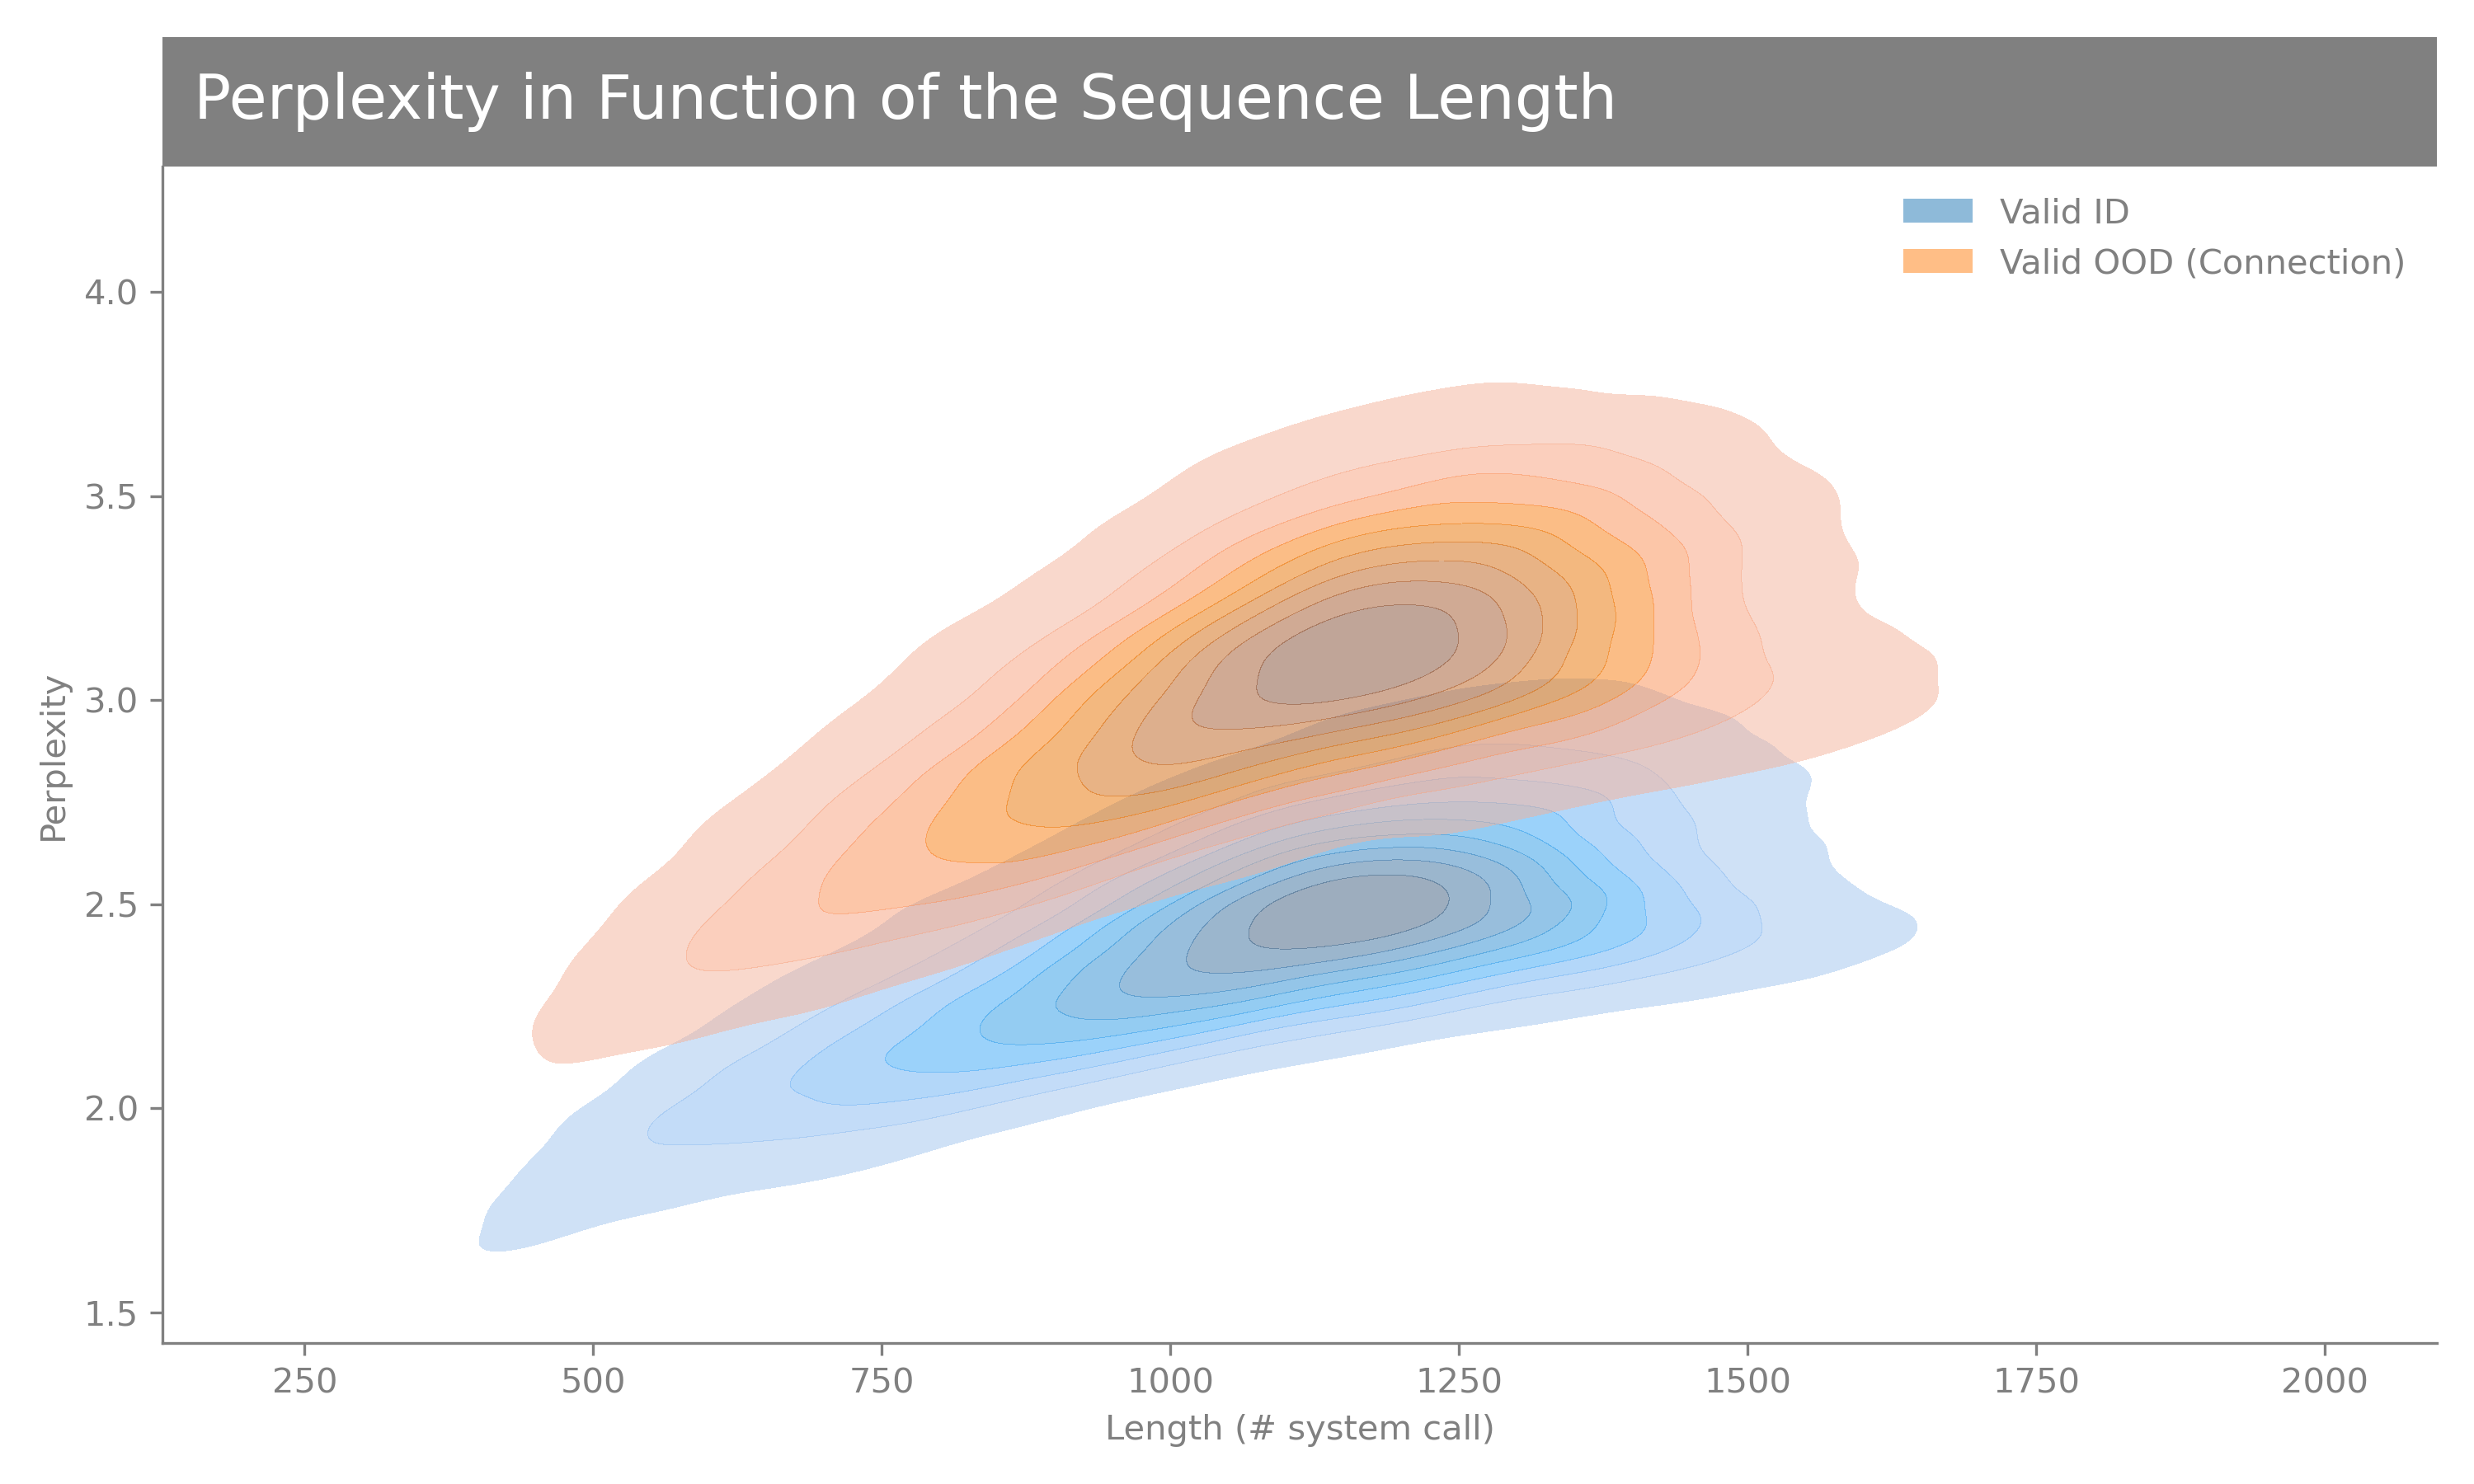 Perplexity in Function of the Sequence Length
Valid ID
Valid OOD (Connection)
Perplexity
4.0
3.5
3.0
2.5
2.0
1.5
250 500 750 1000 1250 1500 1750 2000
Length (# system call)